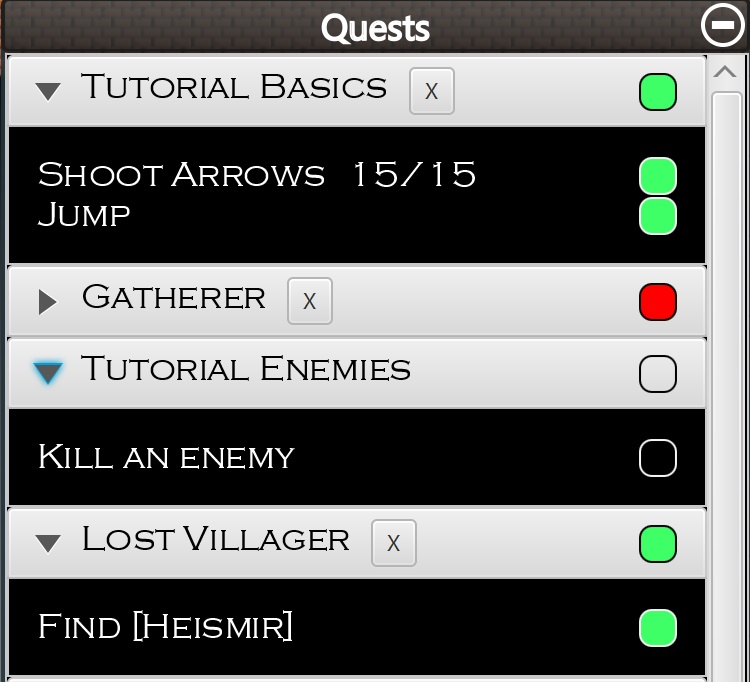 Quests
Tutorial Basics X
Shoot Arrows 15/15
Jump
Gatherer X
Tutorial Enemies
Kill an enemy
Lost Villager X
Find [Heismir]